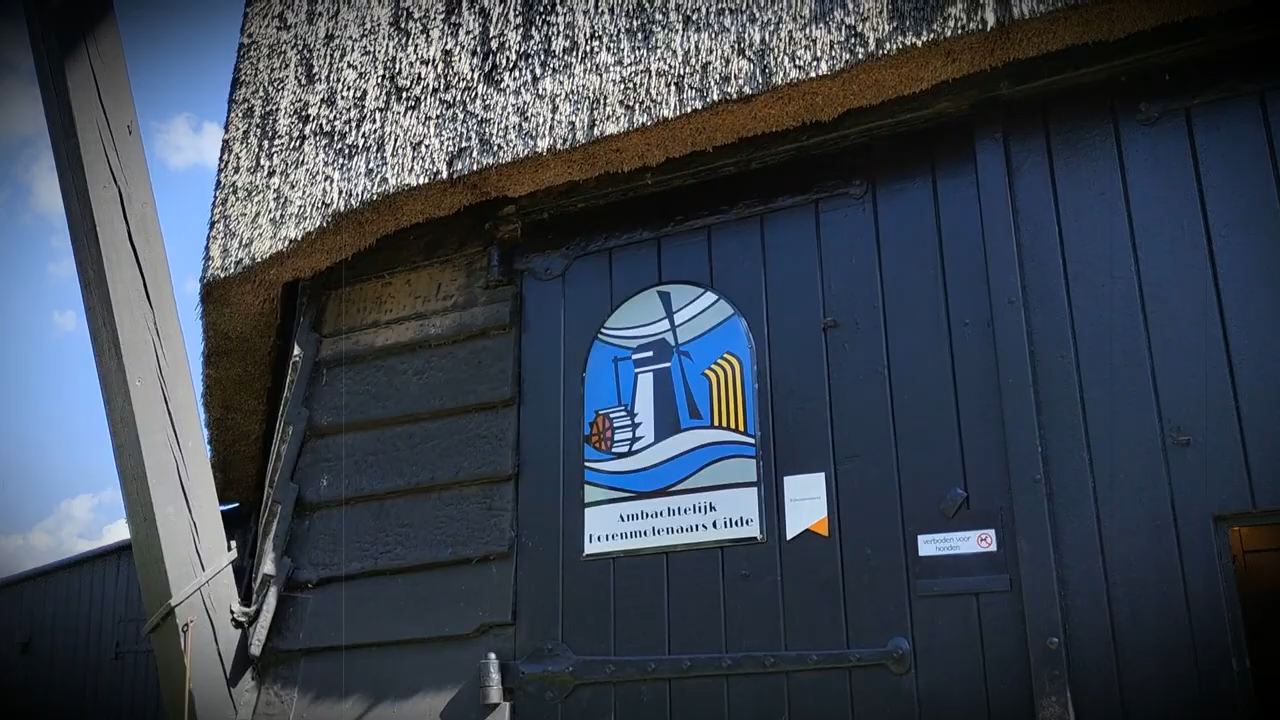 Ambachtelijk
Korenmolenaars Gilde
verboden voor
honden